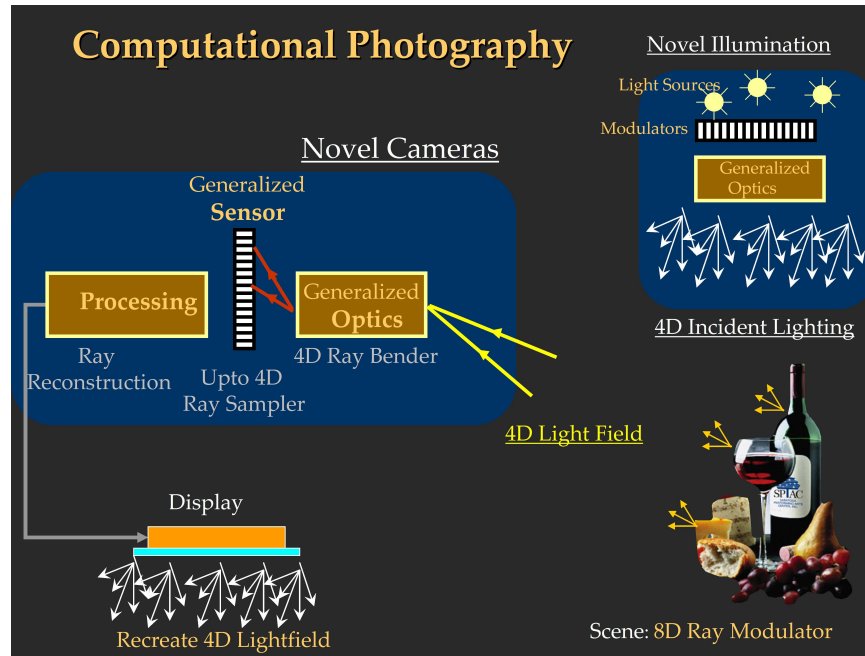 Computational Photography
Novel Illumination
Light Sources
Modulators
Generalized
Optics
4D Incident Lighting
Novel Cameras
Generalized
Sensor
Generalized
Optics
Processing
Ray
Reconstruction
Upto 4D
Ray Sampler
4D Ray Bender
4D Light Field
Display
Recreate 4D Lightfield
SPAC
Scene: 8D Ray Modulator